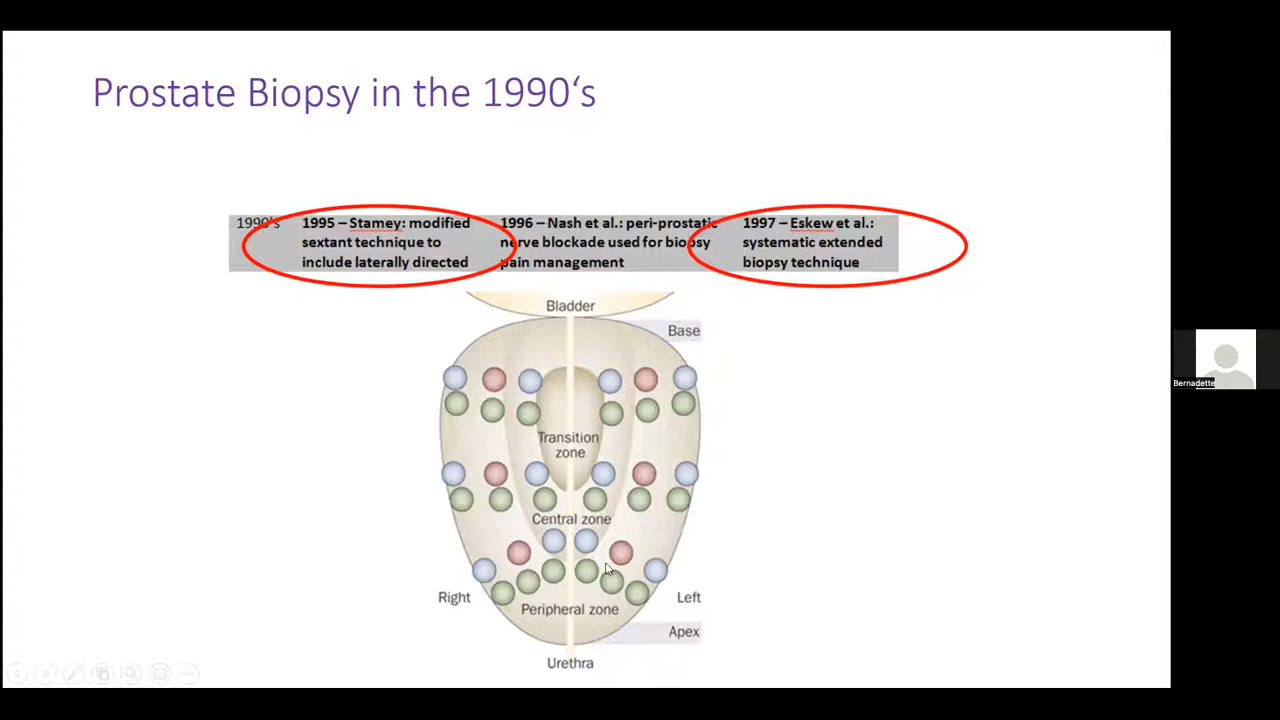 Prostate Biopsy in the 1990‘s
1990's
1995 – Stamey: modified
sextant technique to
include laterally directed
1996 – Nash et al.: peri-prostatic
nerve blockade used for biopsy
pain management
1997 – Eskew et al.:
systematic extended
biopsy technique
Bladder
Base
Transition
zone
Central zone
Right
Left
Peripheral zone
Apex
Urethra
Bernadette